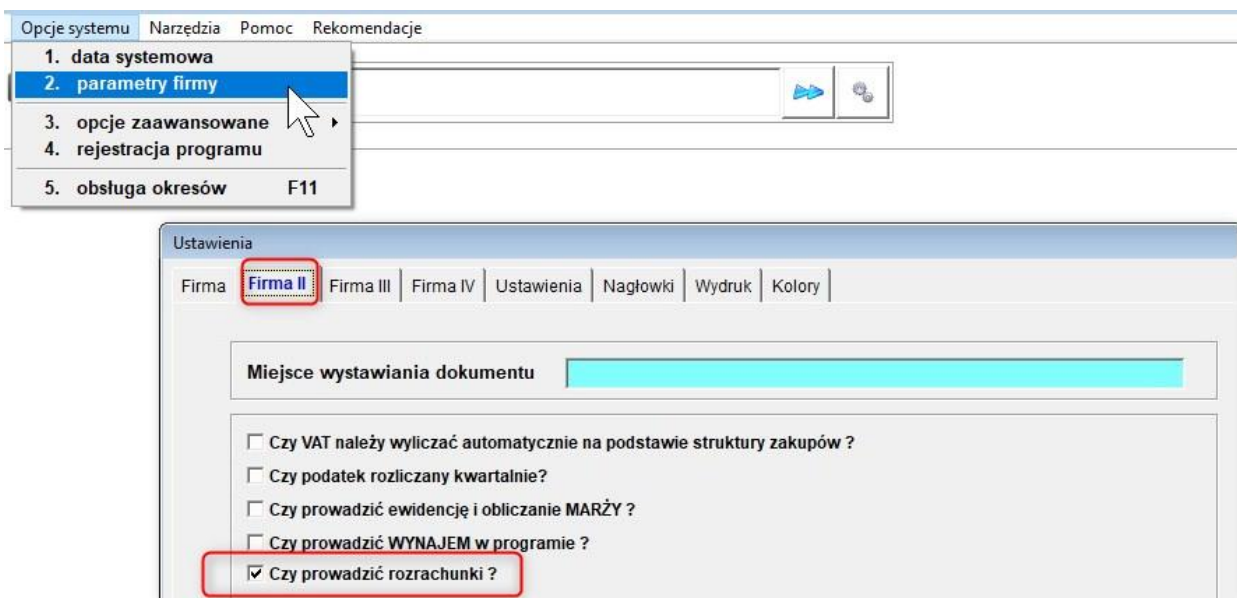 Opcje systemu Narzędzia Pomoc Rekomendacje
1. data systemowa
2. parametry firmy
3. opcje zaawansowane
4. rejestracja programu
5. obsługa okresów F11
Ustawienia
Firma Firma II Firma III Firma IV Ustawienia Nagłowki Wydruk Kolory
Miejsce wystawiania dokumentu
Czy VAT należy wyliczać automatycznie na podstawie struktury zakupów ?
Czy podatek rozliczany kwartalnie?
Czy prowadzić ewidencję i obliczanie MARŻY ?
Czy prowadzić WYNAJEM w programie ?
Czy prowadzić rozrachunki ?